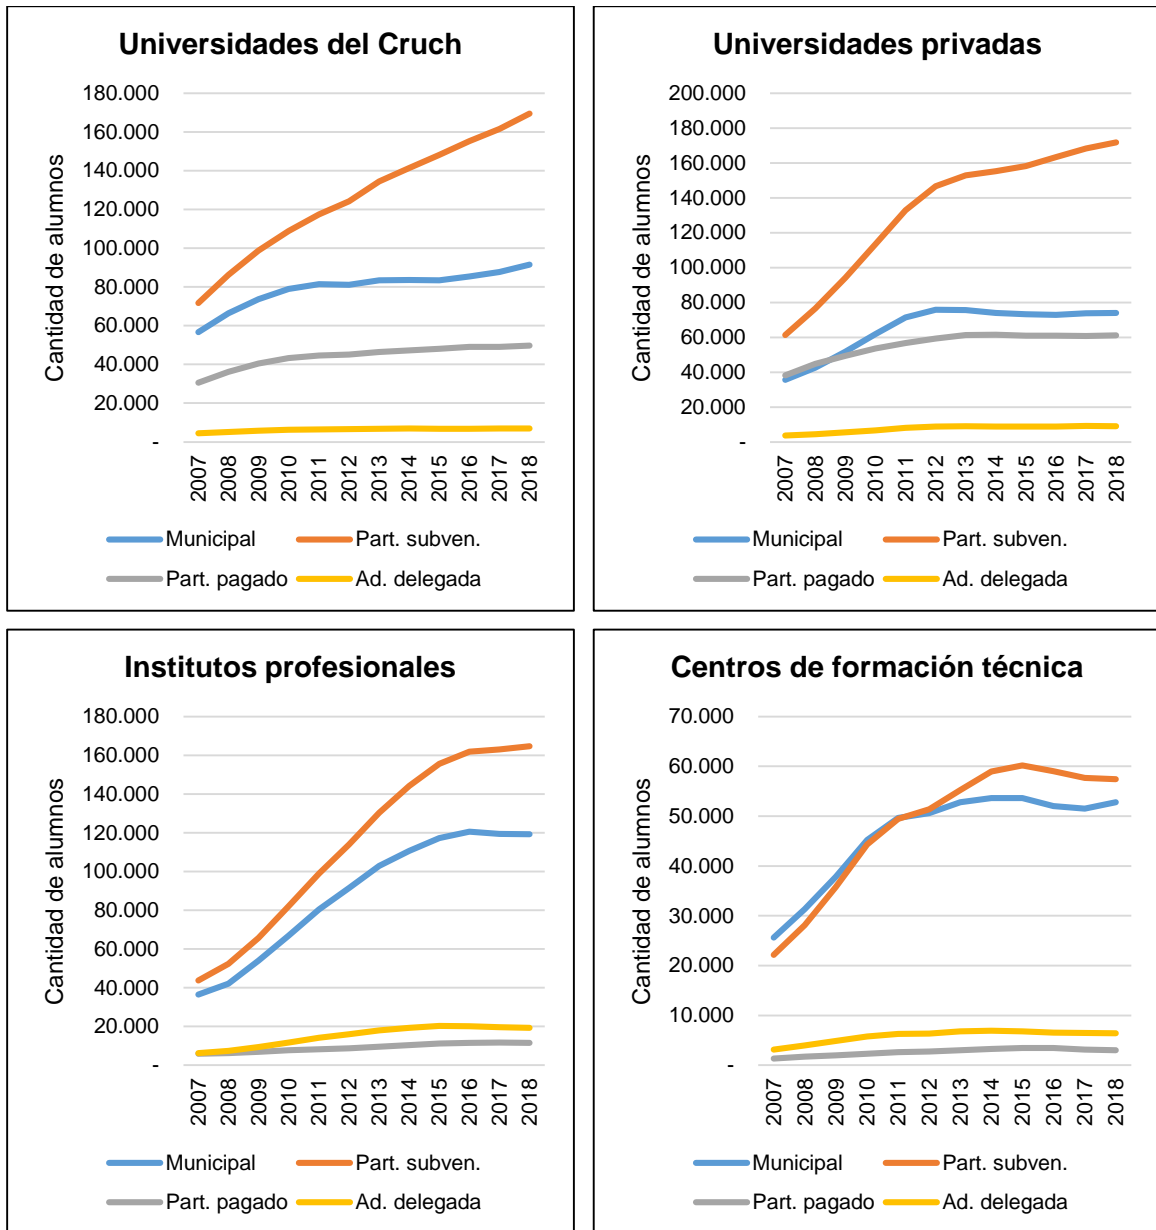 Universidades del Cruch
Cantidad de alumnos
180.000
160.000
140.000
120.000
100.000
80.000
60.000
40.000
20.000
-
2007 2008 2009 2010 2011 2012 2013 2014 2015 2016 2017 2018
Municipal Part. subven.
Part. pagado Ad. delegada
Universidades privadas
Cantidad de alumnos
200.000
180.000
160.000
140.000
120.000
100.000
80.000
60.000
40.000
20.000
-
2007 2008 2009 2010 2011 2012 2013 2014 2015 2016 2017 2018
Municipal Part. subven.
Part. pagado Ad. delegada
Institutos profesionales
Cantidad de alumnos
180.000
160.000
140.000
120.000
100.000
80.000
60.000
40.000
20.000
-
2007 2008 2009 2010 2011 2012 2013 2014 2015 2016 2017 2018
Municipal Part. subven.
Part. pagado Ad. delegada
Centros de formación técnica
Cantidad de alumnos
70.000
60.000
50.000
40.000
30.000
20.000
10.000
-
2007 2008 2009 2010 2011 2012 2013 2014 2015 2016 2017 2018
Municipal Part. subven.
Part. pagado Ad. delegada